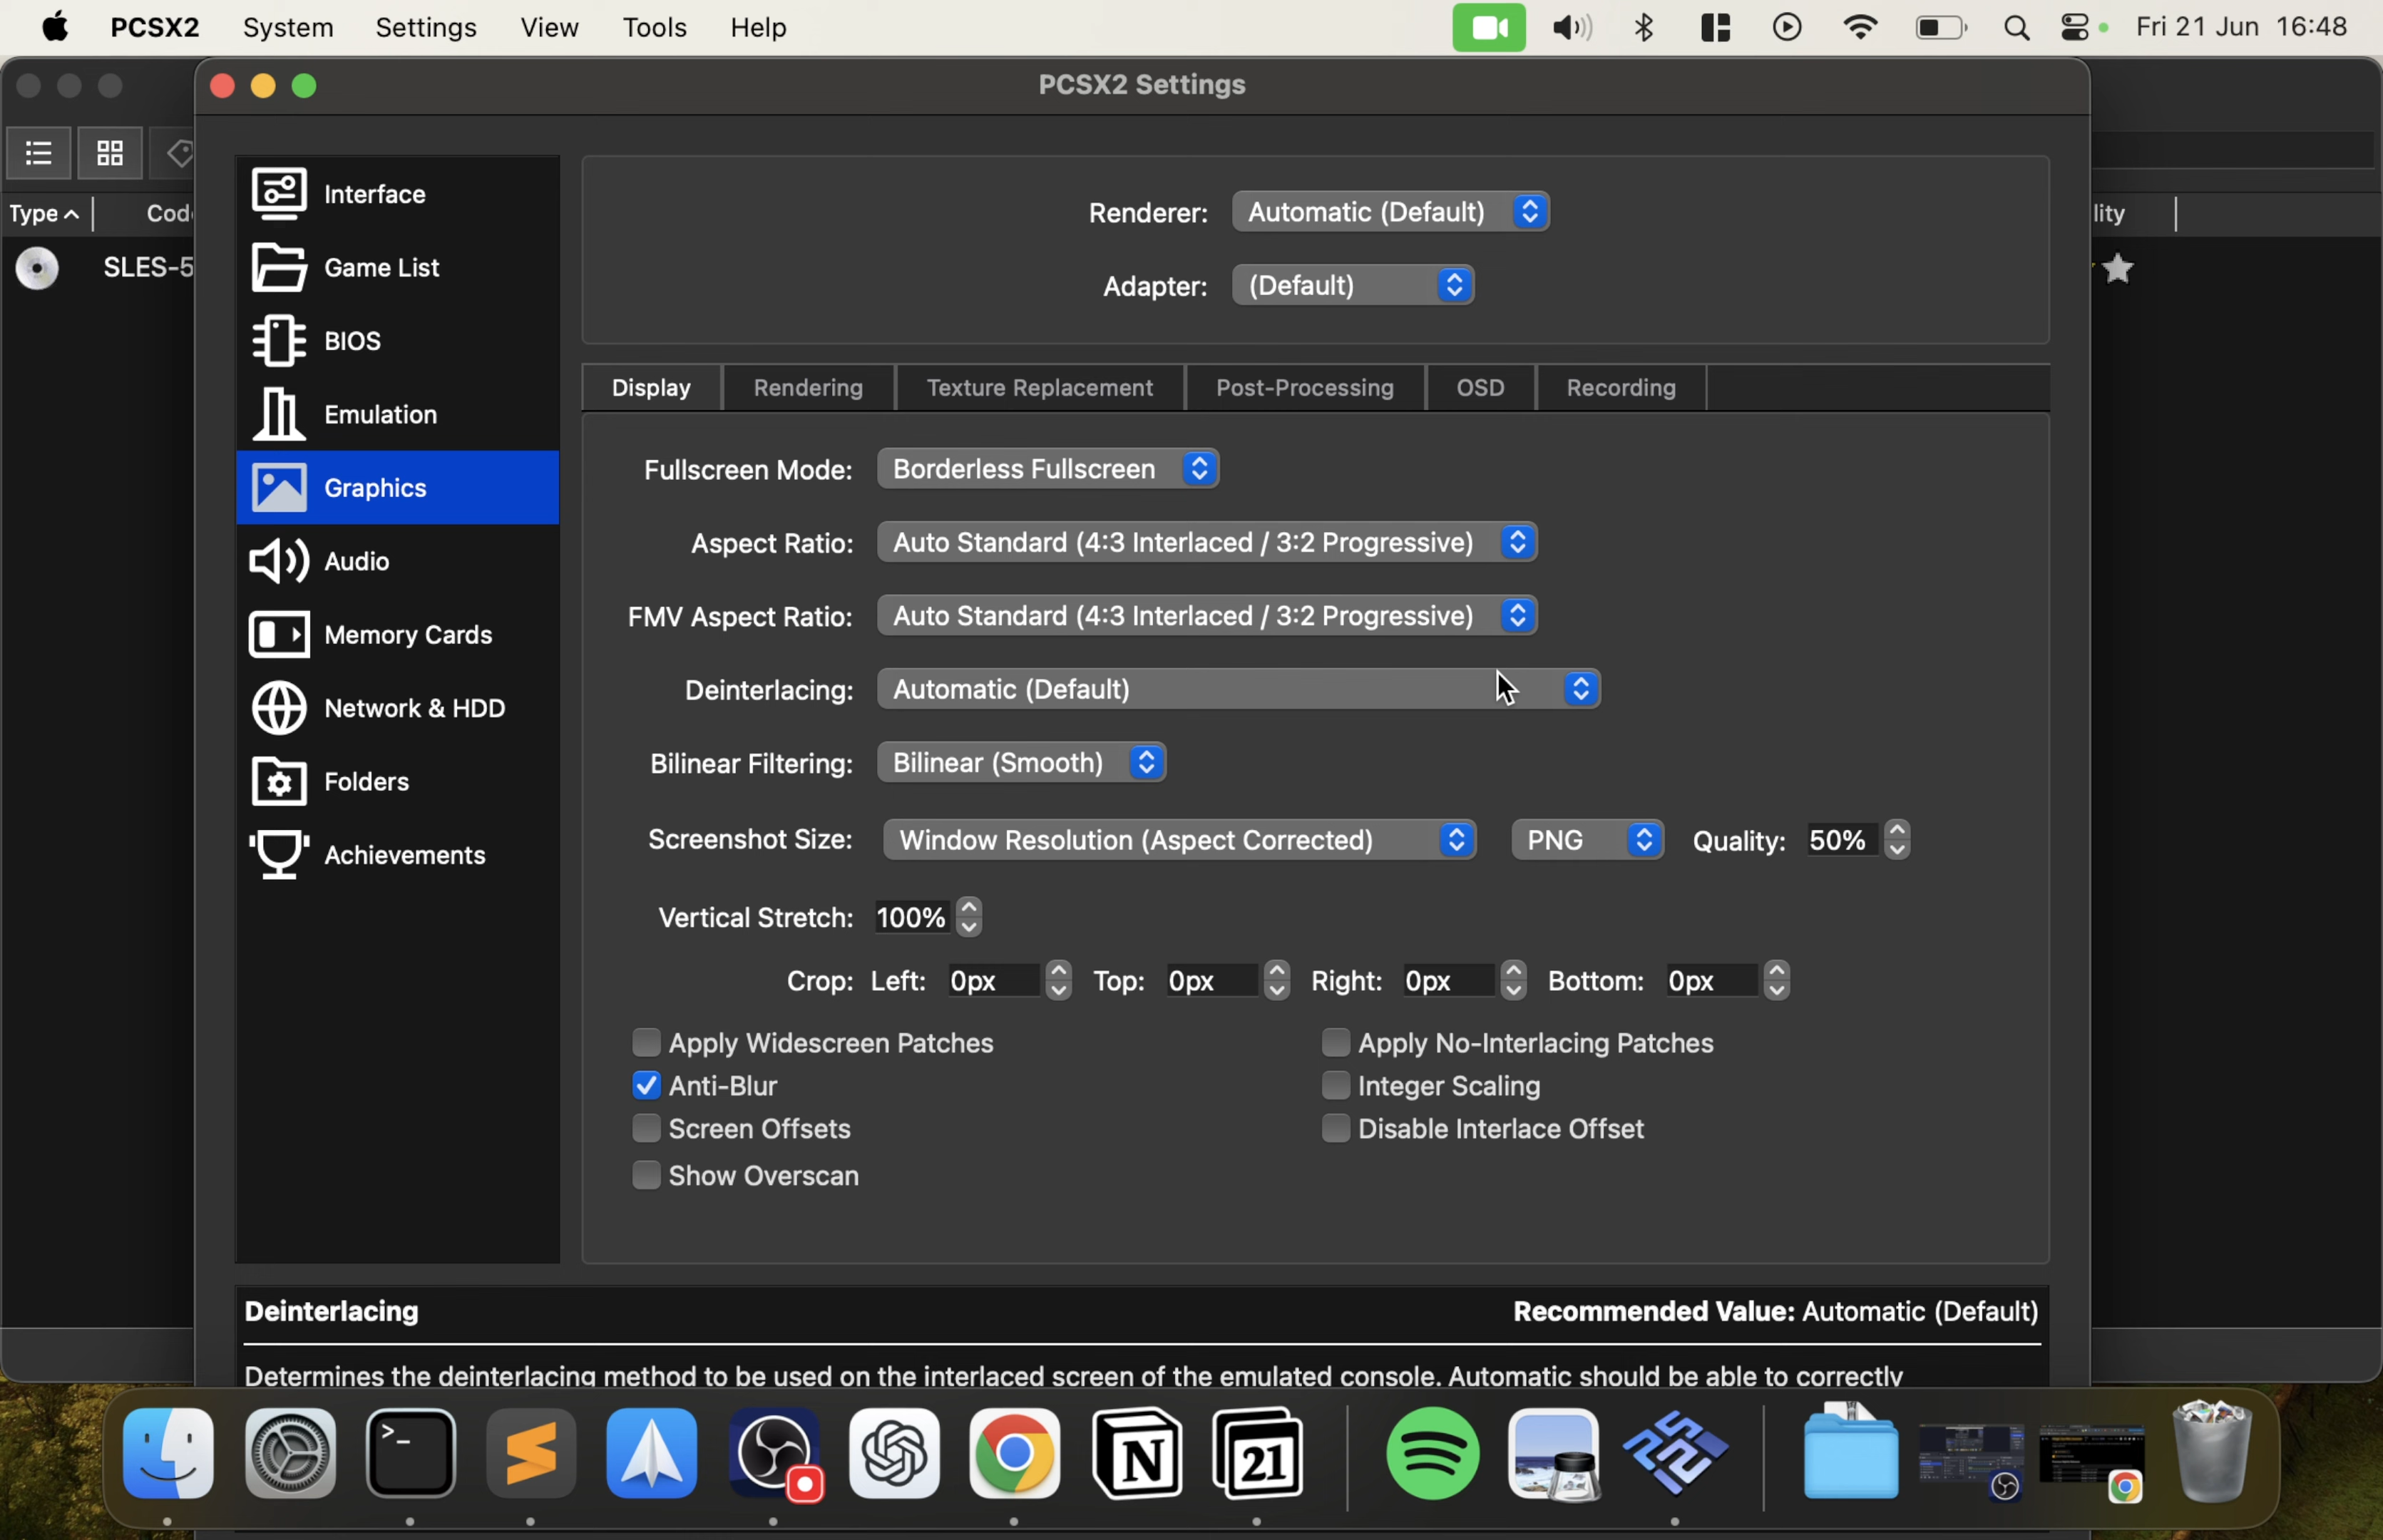 PCSX2 System Settings View Tools Help Fri 21 Jun 16:48
PCSX2 Settings
Type
SLES-5
lity
Interface
Game List
BIOS
Emulation
Graphics
Audio
Memory Cards
Network & HDD
Folders
Achievements
Renderer: Automatic (Default)
Adapter: (Default)
Display Rendering Texture Replacement Post-Processing OSD Recording
Fullscreen Mode: Borderless Fullscreen
Aspect Ratio: Auto Standard (4:3 Interlaced / 3:2 Progressive)
FMV Aspect Ratio: Auto Standard (4:3 Interlaced / 3:2 Progressive)
Deinterlacing: Automatic (Default)
Bilinear Filtering: Bilinear (Smooth)
Screenshot Size: Window Resolution (Aspect Corrected) PNG Quality: 50%
Vertical Stretch: 100%
Crop: Left: 0px Top: 0px Right: 0px Bottom: 0px
Apply Widescreen Patches Apply No-Interlacing Patches
Anti-Blur Integer Scaling
Screen Offsets Disable Interlace Offset
Show Overscan
Deinterlacing Recommended Value: Automatic (Default)
Determines the deinterlacing method to be used on the interlaced screen of the emulated console. Automatic should be able to correctly
21